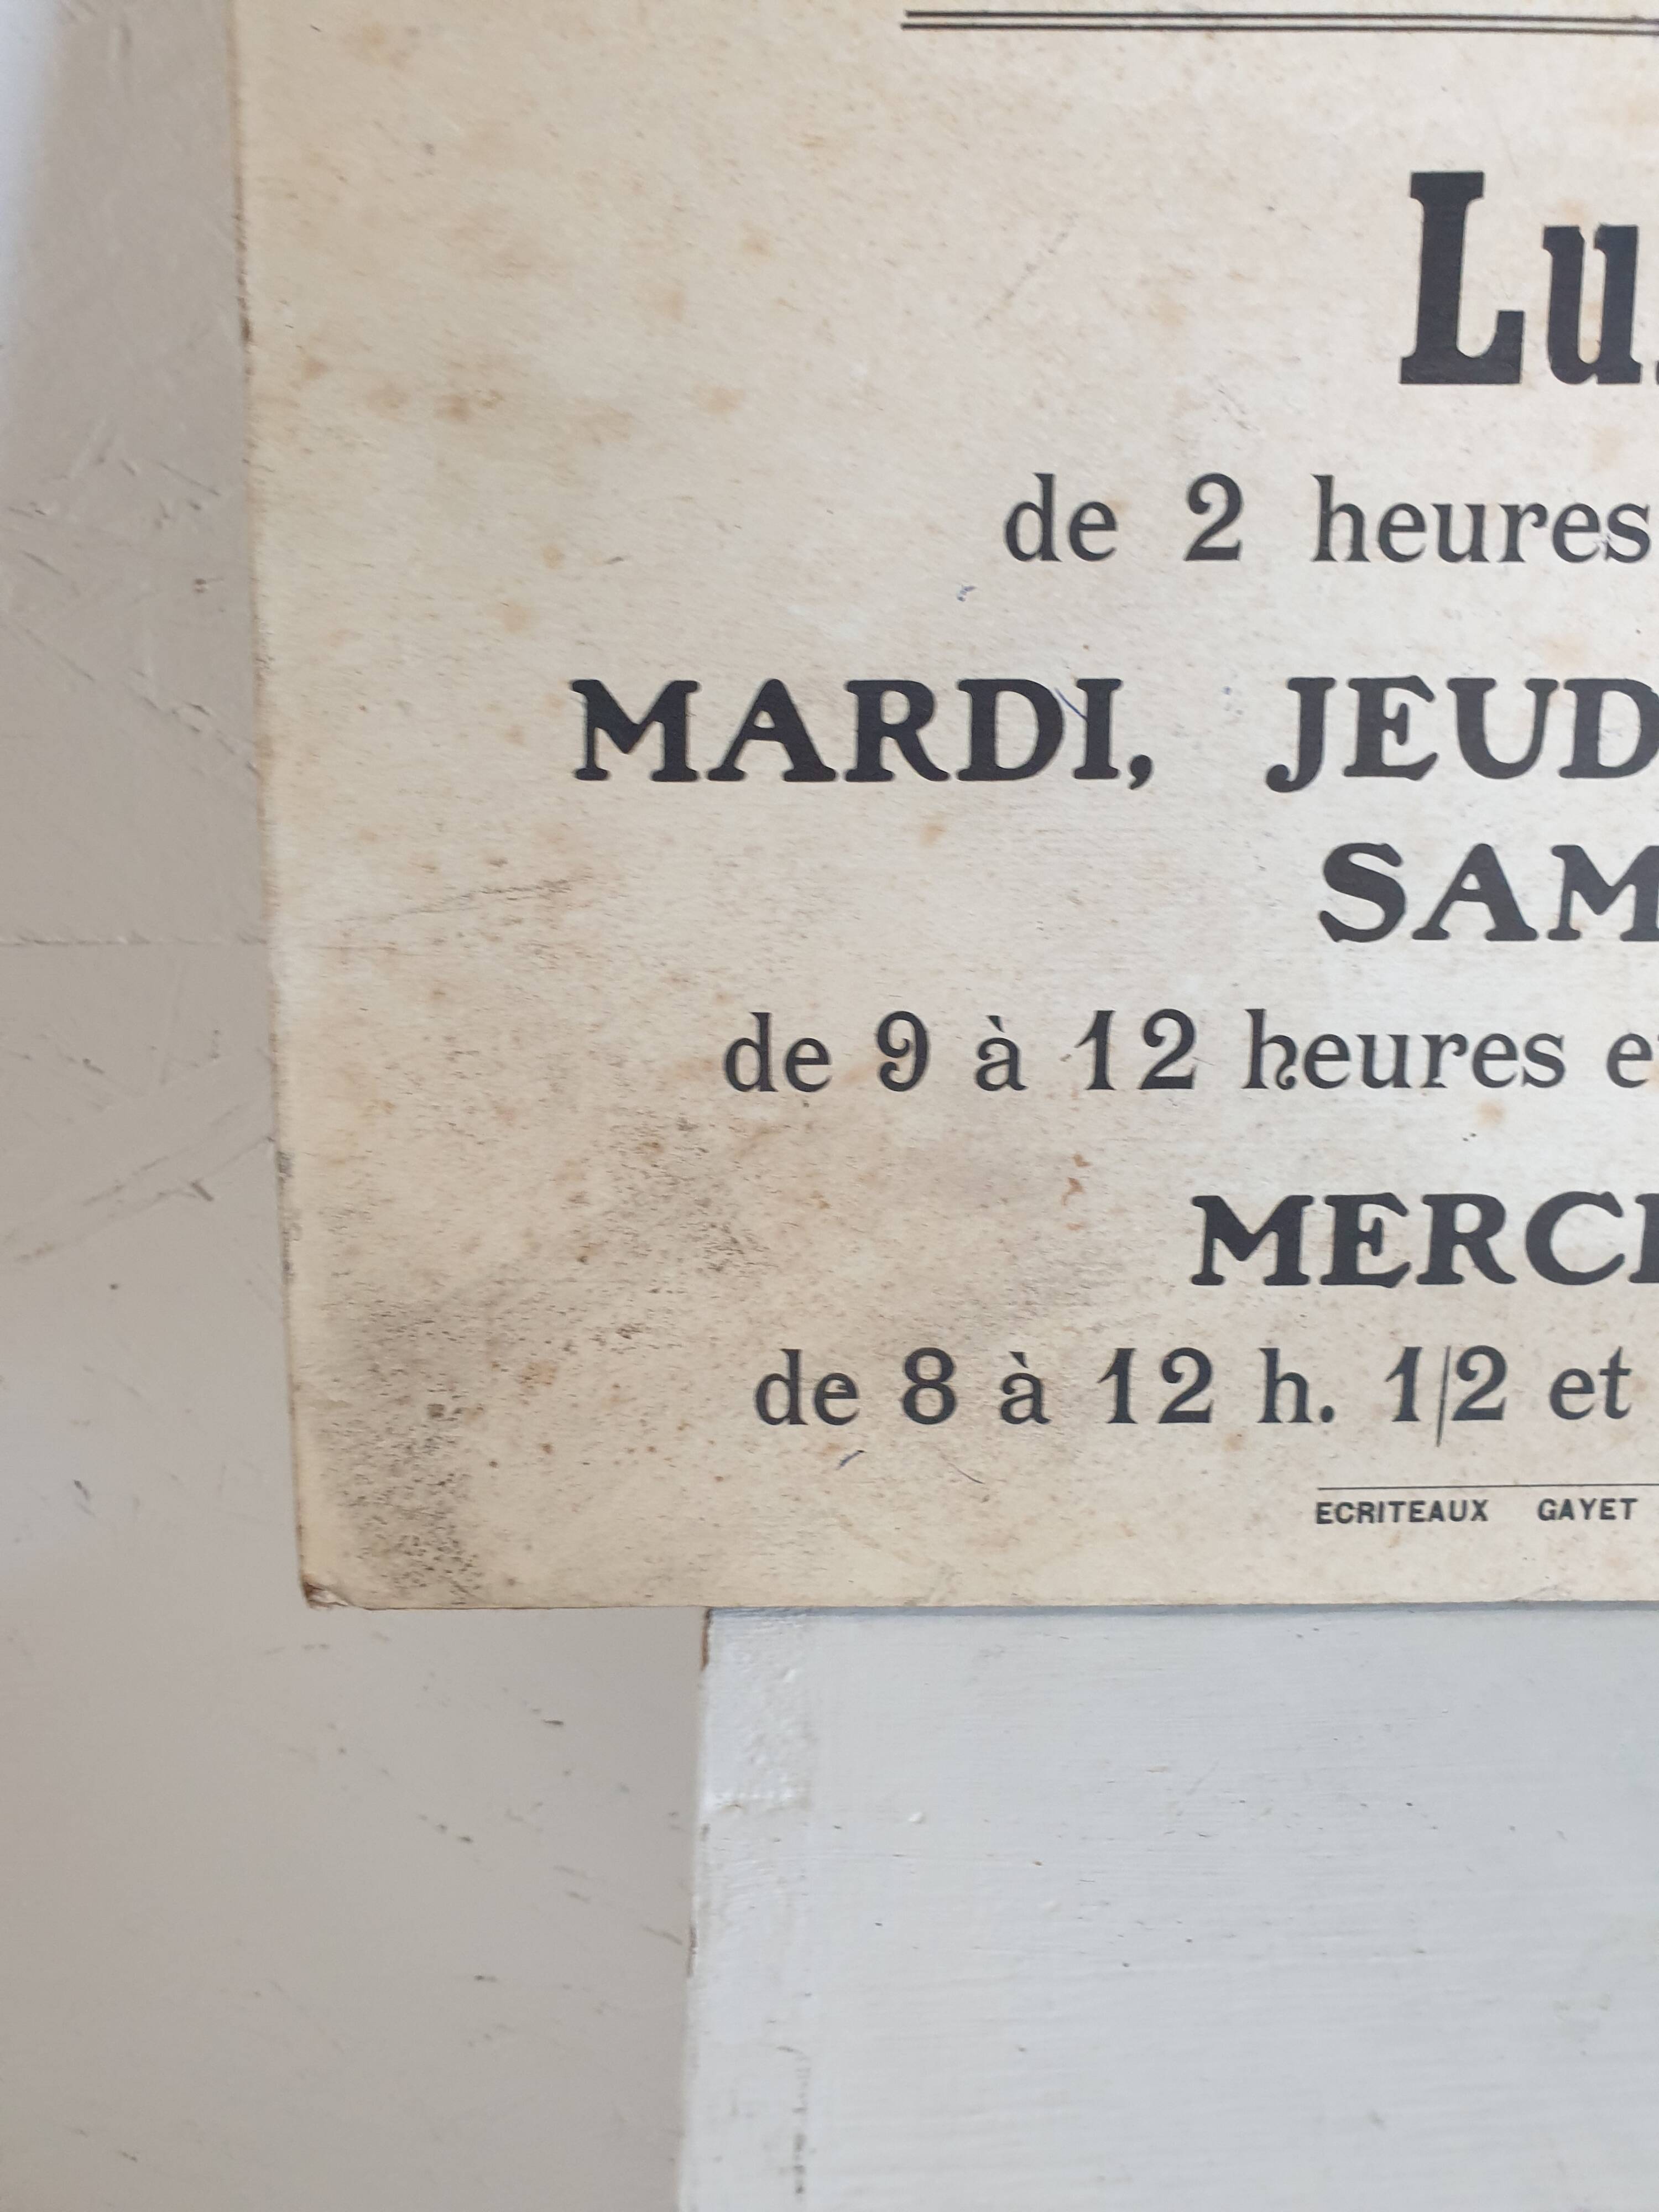 Lu
de 2 heures
MARDI, JEUD
SAM
de 9 à 12 heures e
MERC
de 8 à 12 h. 1/2 et
ECRITEAUX GAYET